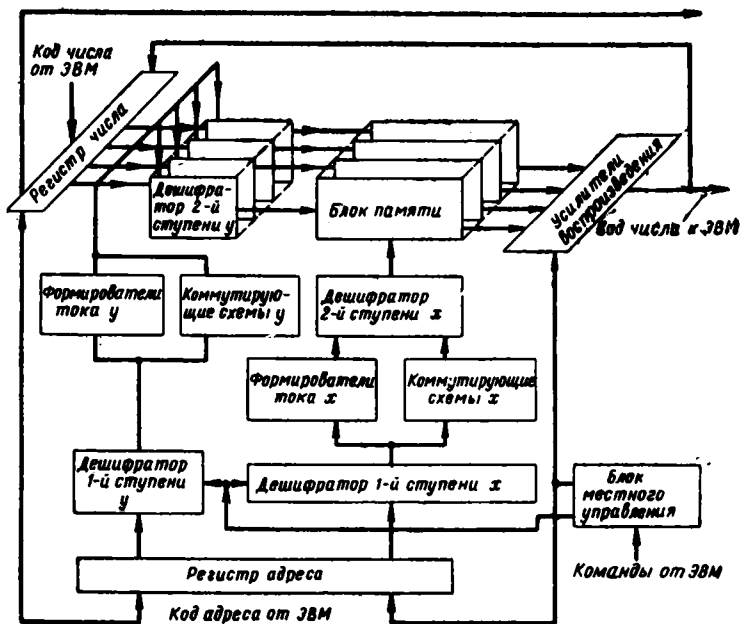 Код числа
от ЭВМ
Регистр числа
Дешифра-
тор 2-й
ступени y
Блок памяти
Усилители
воспроизведения
Код числа к ЭВМ
Формирователи
тока y
Коммутирую-
щие схемы y
Дешифратор
2-й ступени x
Формирователи
тока x
Коммутирующие
схемы x
Дешифратор
1-й ступени
y
Дешифратор 1-й ступени x
Блок
местного
управления
Регистр адреса
Команды от ЭВМ
Код адреса от ЭВМ